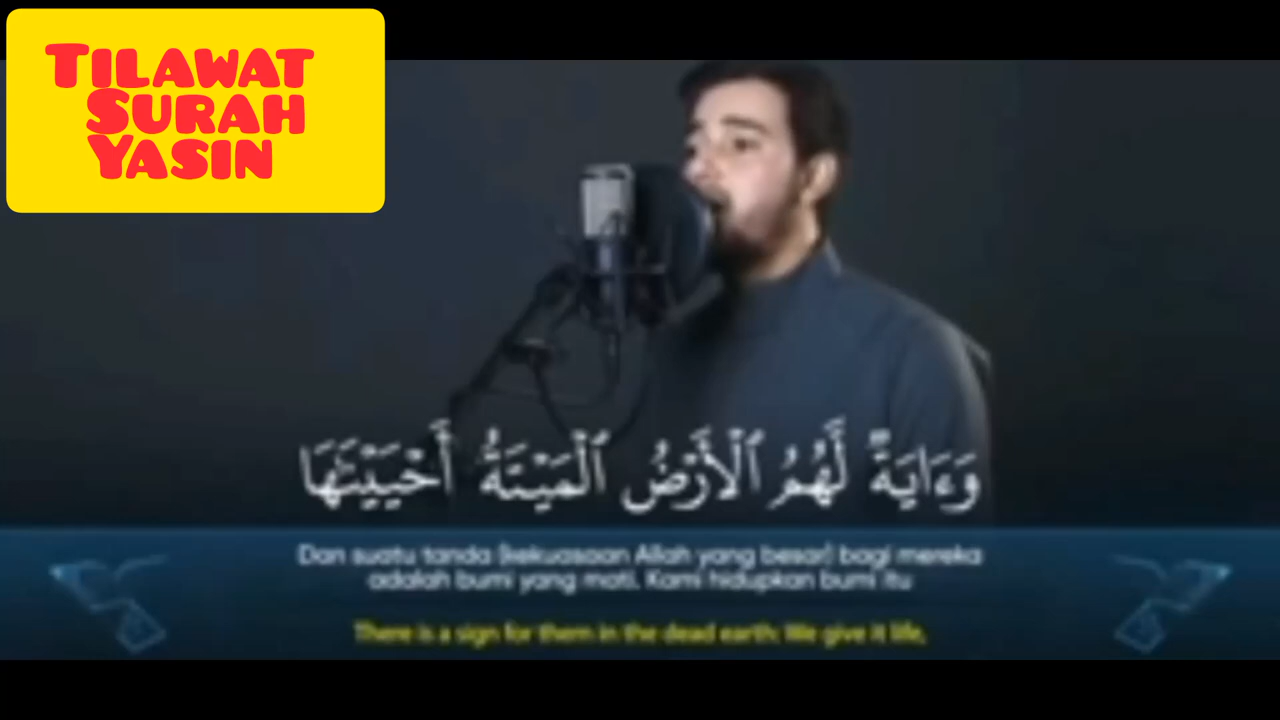 TILAWAT
SURAH
YASIN
وَءَايَةٌ لَّهُمُ ٱلْأَرْضُ ٱلْمَيْتَةُ أَحْيَيْنَٰهَا
Dan suatu tanda (kekuasaan Allah yang besar) bagi mereka
adalah bumi yang mati. Kami hidupkan bumi itu
There is a sign for them in the dead earth: We give it life,